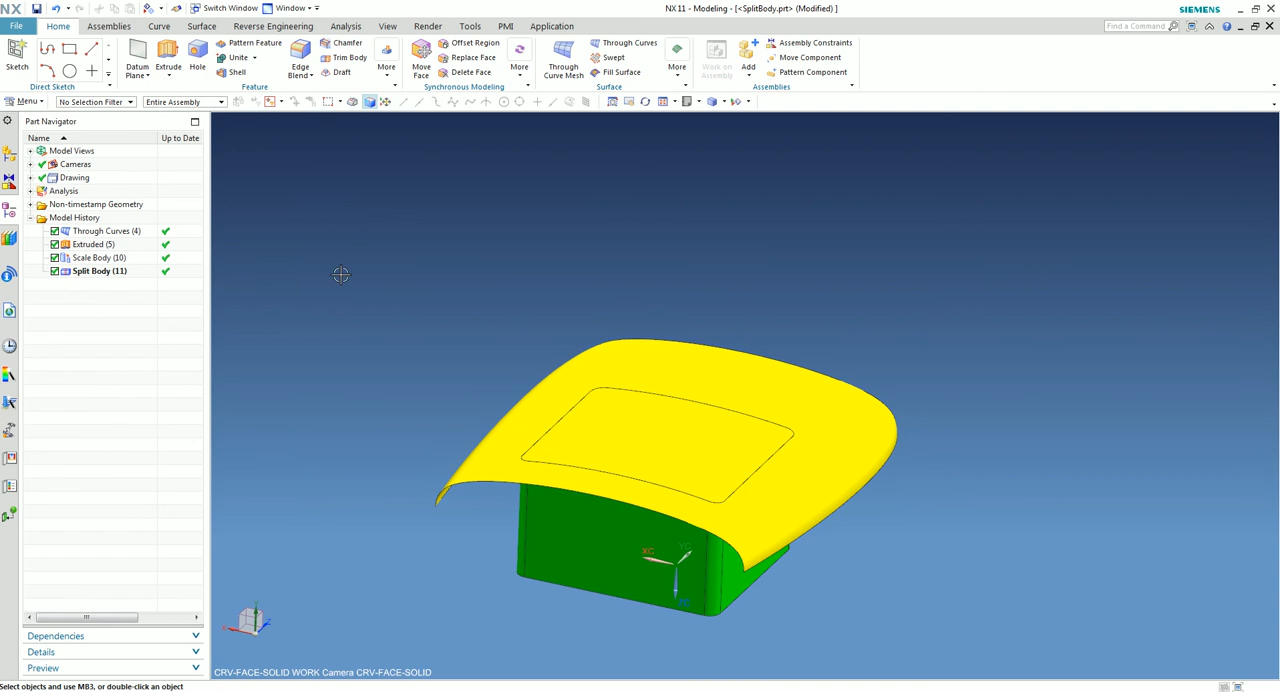 NX
Switch Window
Window
NX 11 - Modeling - [<SplitBody.prt> (Modified) ]
SIEMENS
File
Home
Assemblies
Curve
Surface
Reverse Engineering
Analysis
View
Render
Tools
PMI
Application
Find a Command
Sketch
Direct Sketch
Datum
Plane
Extrude
Hole
Pattern Feature
Unite
Shell
Edge
Blend
Chamfer
Trim Body
Draft
More
Feature
Move
Face
Offset Region
Replace Face
Delete Face
More
Synchronous Modeling
Through
Curve Mesh
Through Curves
Swept
Fill Surface
More
Surface
Work on
Assembly
Add
Assembly Constraints
Move Component
Pattern Component
Assemblies
Menu
No Selection Filter
Entire Assembly
Part Navigator
Name
Up to Date
Model Views
Cameras
Drawing
Analysis
Non-timestamp Geometry
Model History
Through Curves (4)
Extruded (5)
Scale Body (10)
Split Body (11)
XC
YC
Dependencies
Details
Preview
CRV-FACE-SOLID WORK Camera CRV-FACE-SOLID
Select objects and use MB3, or double-click an object